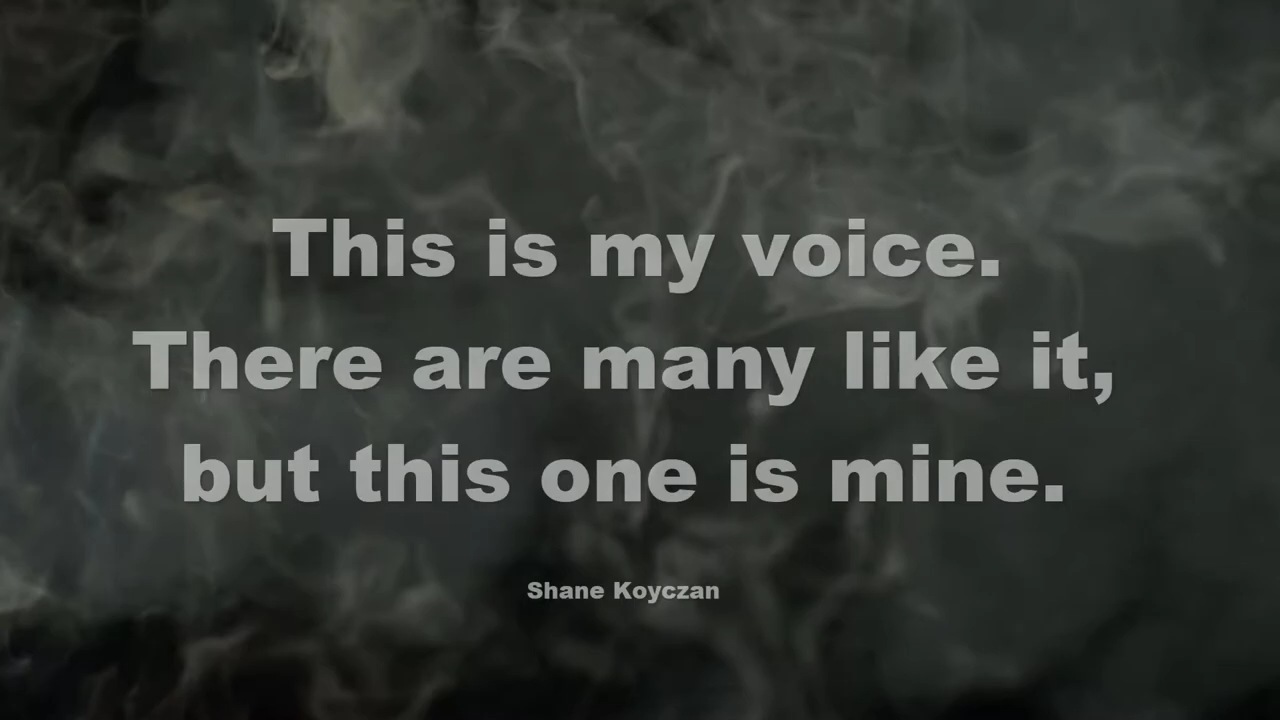 This is my voice.
There are many like it,
but this one is mine.
Shane Koyczan